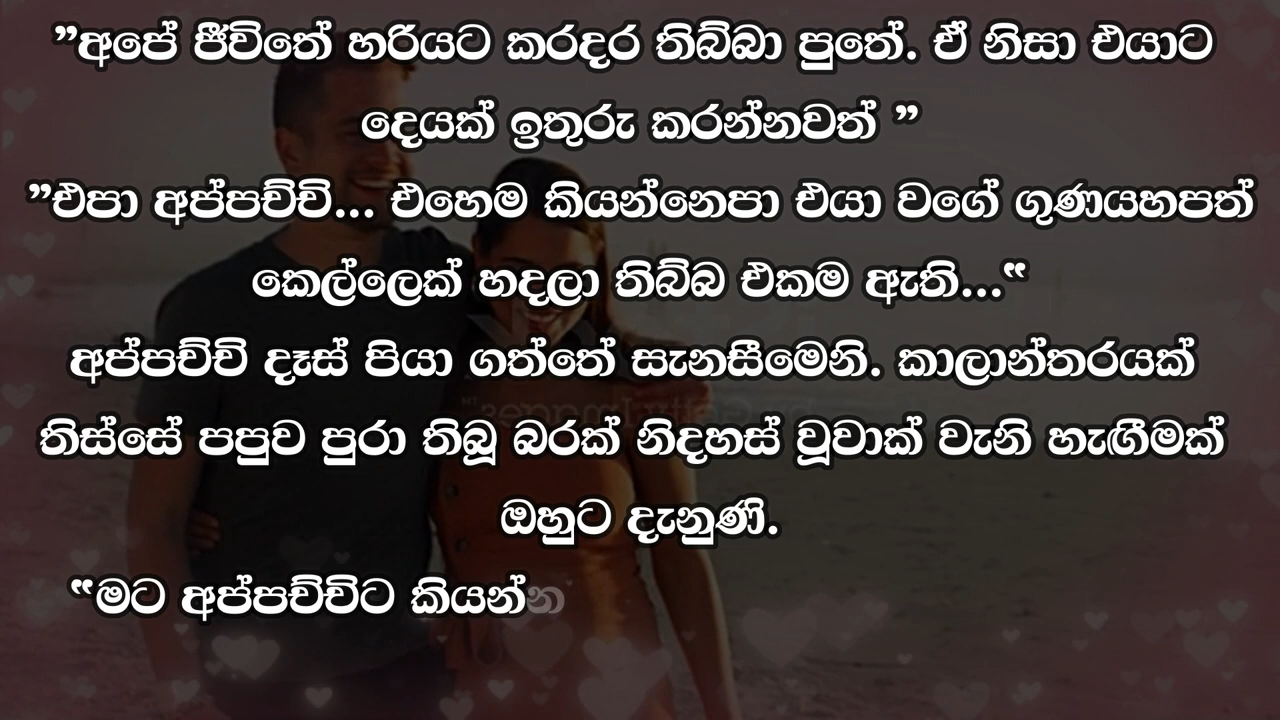 ”අපේ ජීවිතේ හරියට කරදර තිබ්බා පුතේ. ඒ නිසා එයාට
දෙයක් ඉතුරු කරන්නවත් ”
”එපා අප්පච්චි... එහෙම කියන්නෙපා එයා වගේ ගුණයහපත්
කෙල්ලෙක් හදලා තිබ්බ එකම ඇති...“
අප්පච්චි දෑස් පියා ගත්තේ සැනසීමෙනි. කාලාන්තරයක්
තිස්සේ පපුව පුරා තිබූ බරක් නිදහස් වූවාක් වැනි හැඟීමක්
ඔහුට දැනුණි.
“මට අප්පච්චිට කියන්න